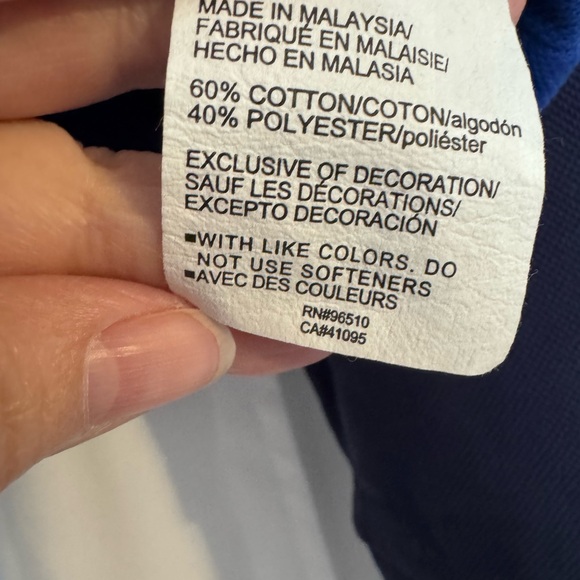 MADE IN MALAYSIA/
FABRIQUÉ EN MALAISIE/
HECHO EN MALASIA
60% COTTON/COTON/algodón
40% POLYESTER/poliéster
EXCLUSIVE OF DECORATION/
SAUF LES DÉCORATIONS/
EXCEPTO DECORACIÓN
▪WITH LIKE COLORS. DO
NOT USE SOFTENERS
▪AVEC DES COULEURS
RN#96510
CA#41095